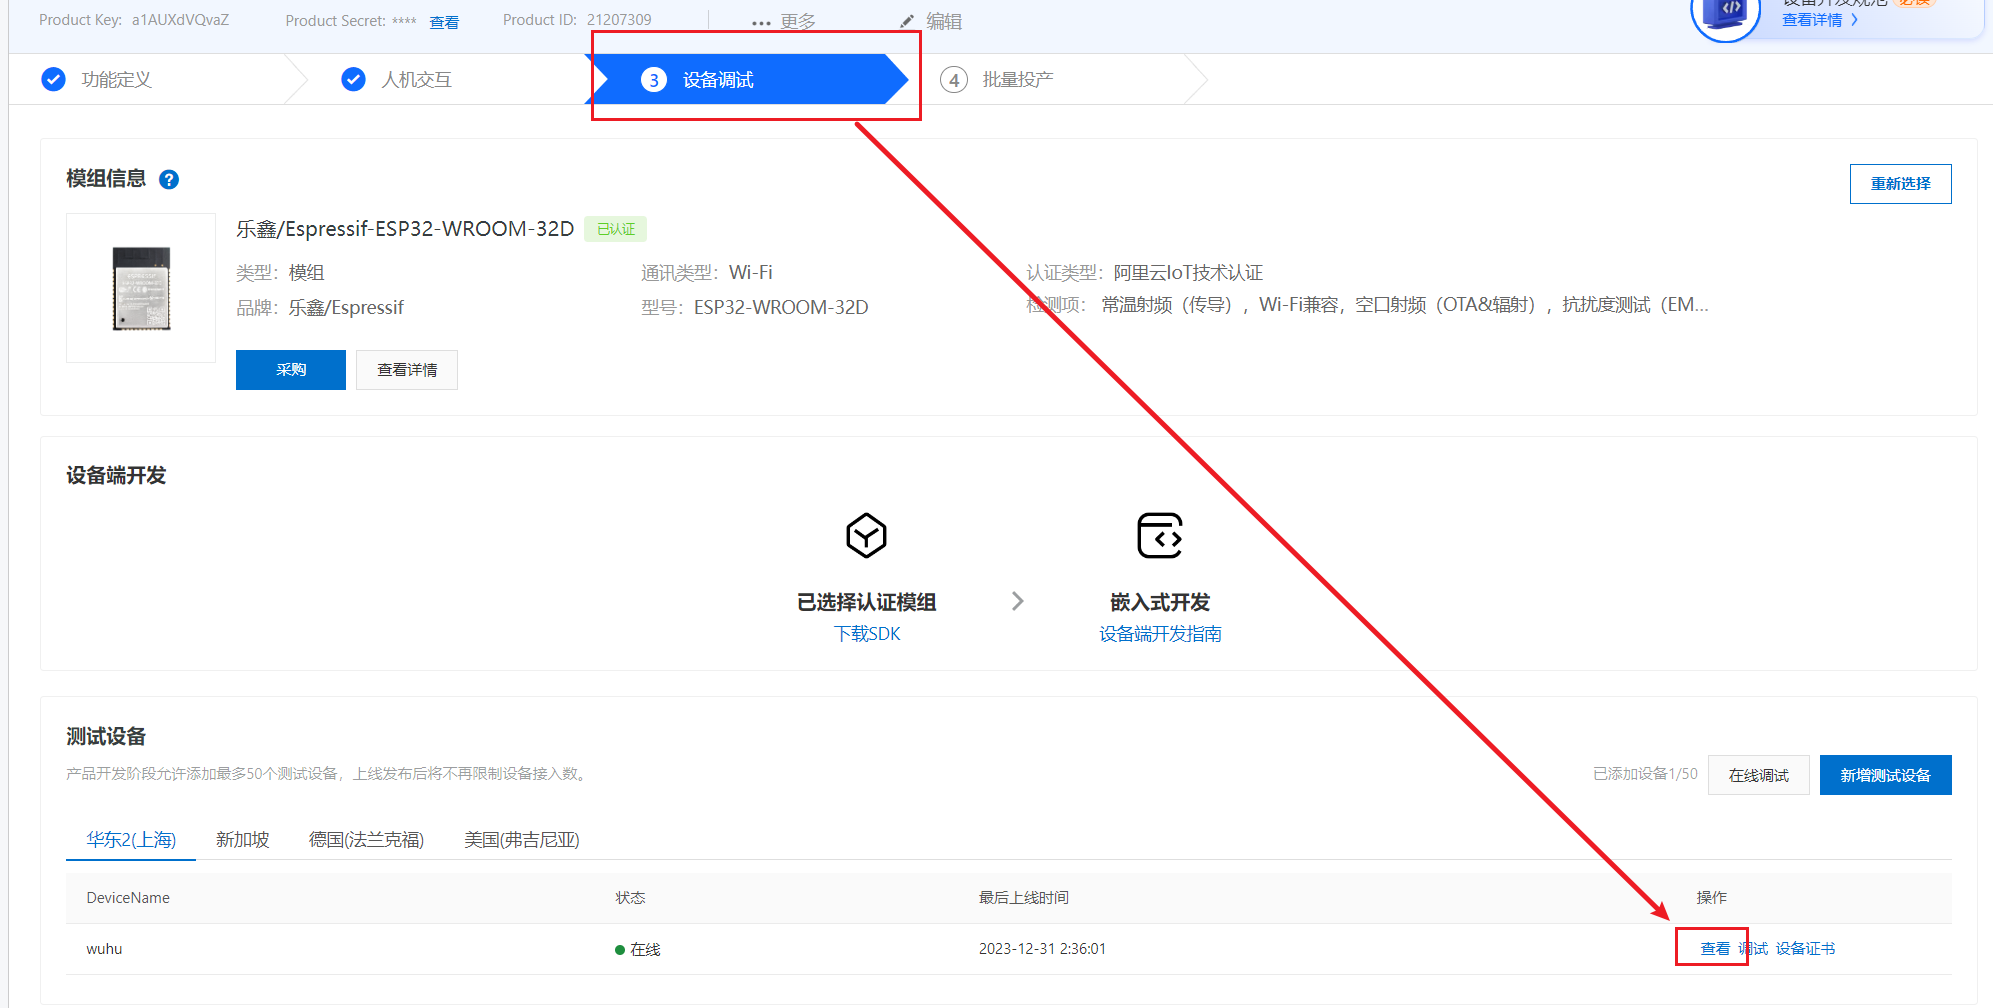 Product Key: a1AUXdVQvaZ Product Secret: **** 查看 Product ID: 21207309 ••• 更多 编辑
设备开发规范 必读
查看详情 >
功能定义 人机交互 3 设备调试 4 批量投产
模组信息 ?
重新选择
乐鑫/Espressif-ESP32-WROOM-32D 已认证
类型: 模组 通讯类型: Wi-Fi 认证类型: 阿里云IoT技术认证
品牌: 乐鑫/Espressif 型号: ESP32-WROOM-32D 检测项: 常温射频（传导）, Wi-Fi兼容, 空口射频（OTA&辐射）, 抗扰度测试（EM...
采购 查看详情
设备端开发
已选择认证模组 > 嵌入式开发
下载SDK 设备端开发指南
测试设备
产品开发阶段允许添加最多50个测试设备，上线发布后将不再限制设备接入数。
已添加设备1/50 在线调试 新增测试设备
华东2(上海) 新加坡 德国(法兰克福) 美国(弗吉尼亚)
DeviceName 状态 最后上线时间 操作
wuhu 在线 2023-12-31 2:36:01 查看 调试 设备证书